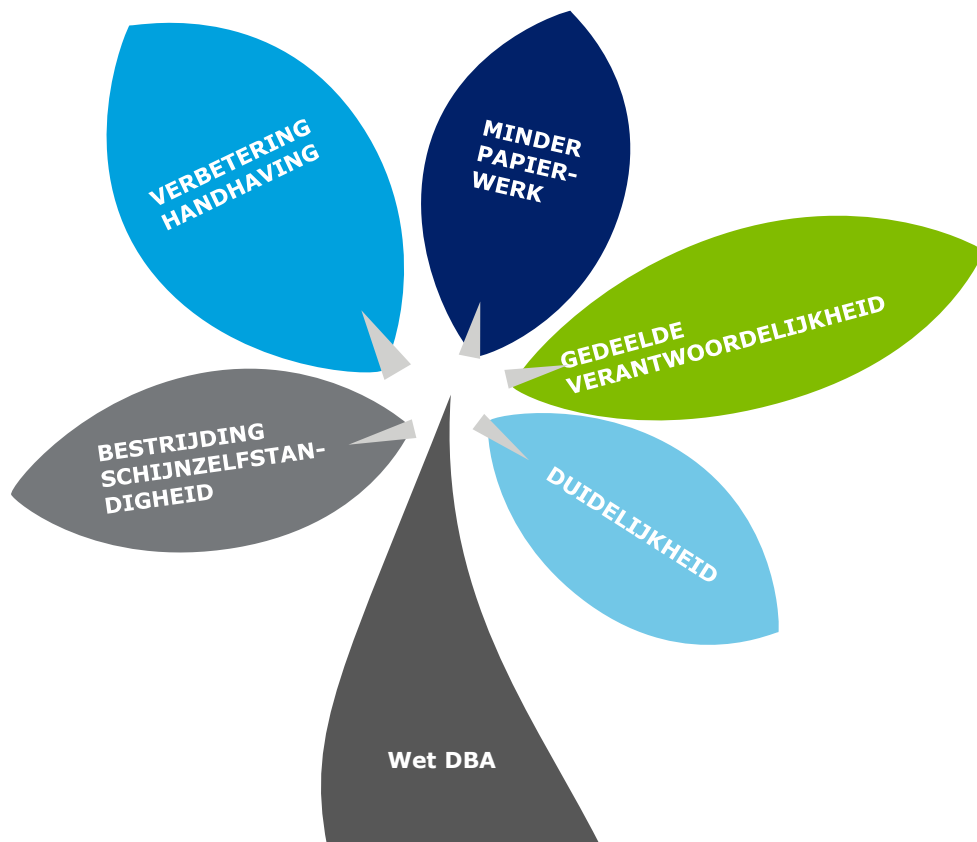 VERBETERING
HANDHAVING
MINDER
PAPIER-
WERK
GEDEELDE
VERANTWOORDELIJKHEID
BESTRIJDING
SCHIJNZELFSTAN-
DIGHEID
DUIDELIJKHEID
Wet DBA